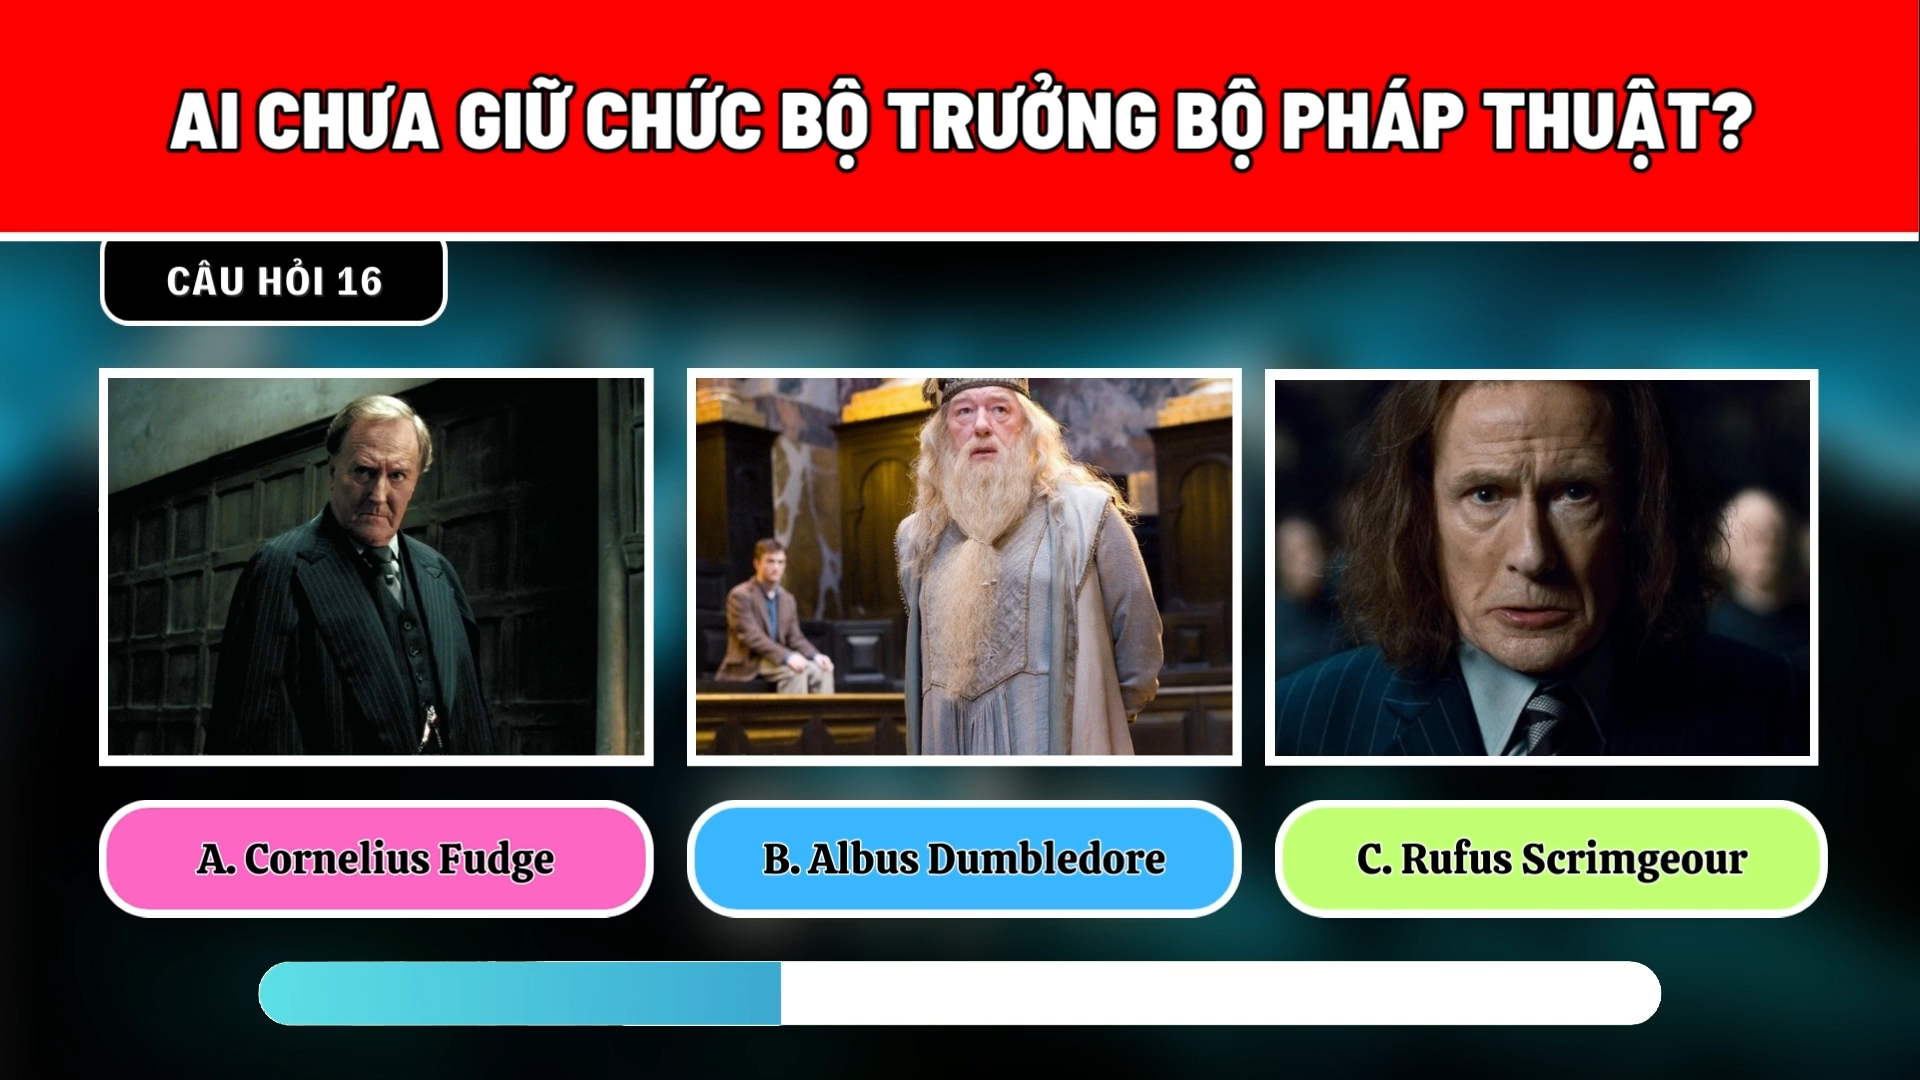 AI CHƯA GIỮ CHỨC BỘ TRƯỞNG BỘ PHÁP THUẬT?
CÂU HỎI 16
A. Cornelius Fudge
B. Albus Dumbledore
C. Rufus Scrimgeour